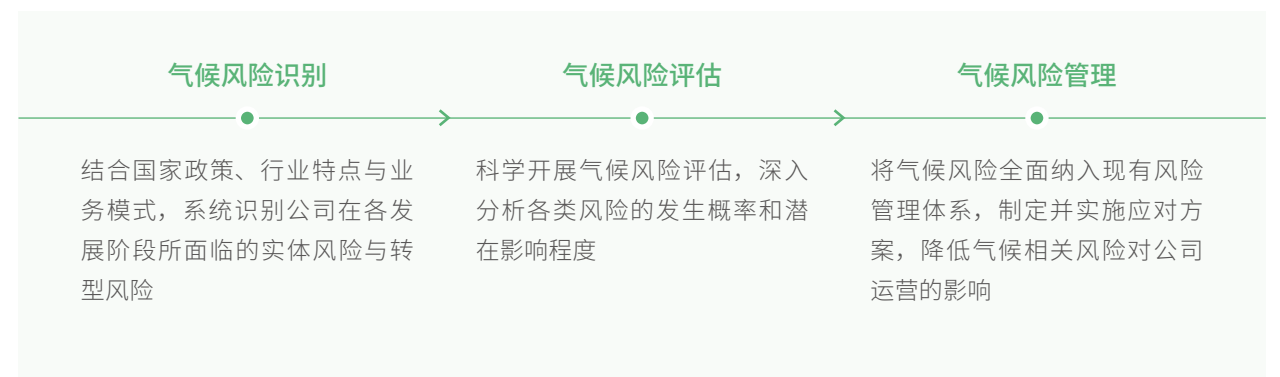 气候风险识别
结合国家政策、行业特点与业
务模式，系统识别公司在各发
展阶段所面临的实体风险与转
型风险
气候风险评估
科学开展气候风险评估，深入
分析各类风险的发生概率和潜
在影响程度
气候风险管理
将气候风险全面纳入现有风险
管理体系，制定并实施应对方
案，降低气候相关风险对公司
运营的影响